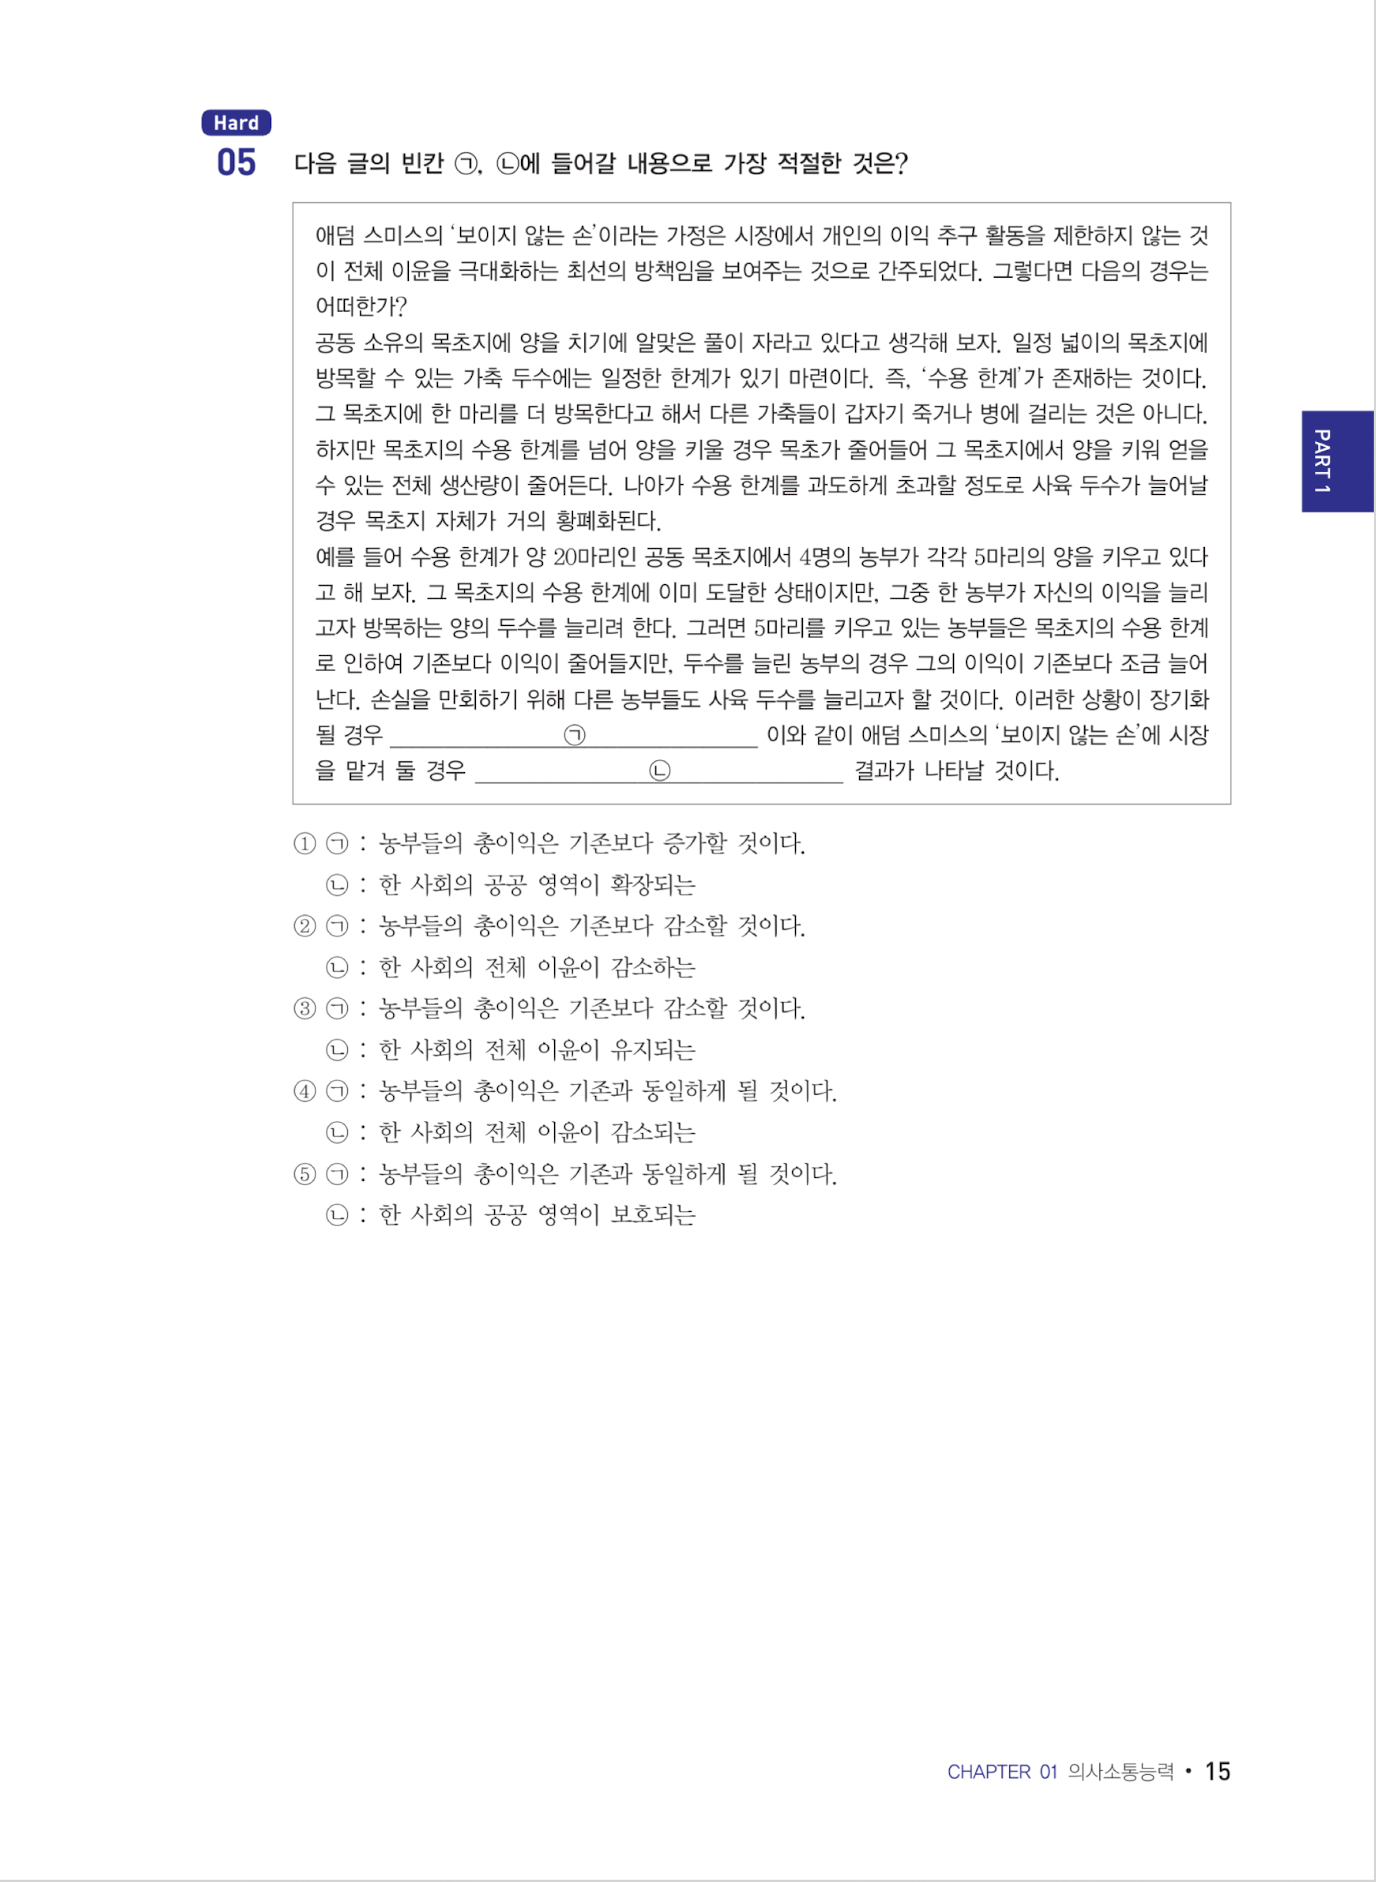 Hard
05 다음 글의 빈칸 ㉠, ㉡에 들어갈 내용으로 가장 적절한 것은?
애덤 스미스의 ‘보이지 않는 손’이라는 가정은 시장에서 개인의 이익 추구 활동을 제한하지 않는 것
이 전체 이윤을 극대화하는 최선의 방책임을 보여주는 것으로 간주되었다. 그렇다면 다음의 경우는
어떠한가?
공동 소유의 목초지에 양을 치기에 알맞은 풀이 자라고 있다고 생각해 보자. 일정 넓이의 목초지에
방목할 수 있는 가축 두수에는 일정한 한계가 있기 마련이다. 즉, ‘수용 한계’가 존재하는 것이다.
그 목초지에 한 마리를 더 방목한다고 해서 다른 가축들이 갑자기 죽거나 병에 걸리는 것은 아니다.
하지만 목초지의 수용 한계를 넘어 양을 키울 경우 목초가 줄어들어 그 목초지에서 양을 키워 얻을
수 있는 전체 생산량이 줄어든다. 나아가 수용 한계를 과도하게 초과할 정도로 사육 두수가 늘어날
경우 목초지 자체가 거의 황폐화된다.
예를 들어 수용 한계가 양 20마리인 공동 목초지에서 4명의 농부가 각각 5마리의 양을 키우고 있다
고 해 보자. 그 목초지의 수용 한계에 이미 도달한 상태이지만, 그중 한 농부가 자신의 이익을 늘리
고자 방목하는 양의 두수를 늘리려 한다. 그러면 5마리를 키우고 있는 농부들은 목초지의 수용 한계
로 인하여 기존보다 이익이 줄어들지만, 두수를 늘린 농부의 경우 그의 이익이 기존보다 조금 늘어
난다. 손실을 만회하기 위해 다른 농부들도 사육 두수를 늘리고자 할 것이다. 이러한 상황이 장기화
될 경우 ㉠ 이와 같이 애덤 스미스의 ‘보이지 않는 손’에 시장
을 맡겨 둘 경우 ㉡ 결과가 나타날 것이다.
① ㉠ : 농부들의 총이익은 기존보다 증가할 것이다.
㉡ : 한 사회의 공공 영역이 확장되는
② ㉠ : 농부들의 총이익은 기존보다 감소할 것이다.
㉡ : 한 사회의 전체 이윤이 감소하는
③ ㉠ : 농부들의 총이익은 기존보다 감소할 것이다.
㉡ : 한 사회의 전체 이윤이 유지되는
④ ㉠ : 농부들의 총이익은 기존과 동일하게 될 것이다.
㉡ : 한 사회의 전체 이윤이 감소되는
⑤ ㉠ : 농부들의 총이익은 기존과 동일하게 될 것이다.
㉡ : 한 사회의 공공 영역이 보호되는
PART 1
CHAPTER 01 의사소통능력 • 15